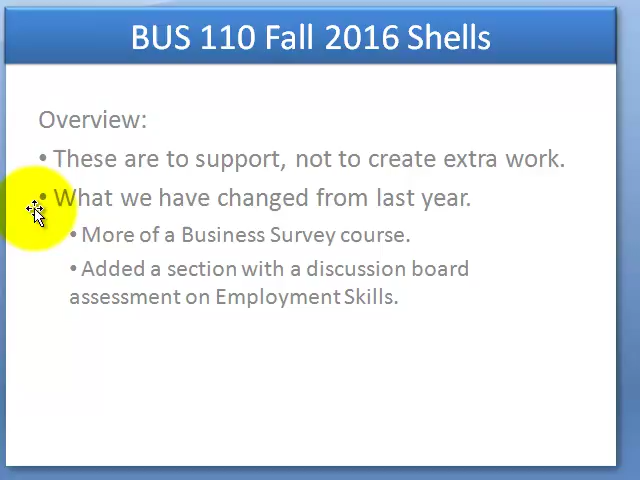 BUS 110 Fall 2016 Shells
Overview:
• These are to support, not to create extra work.
• What we have changed from last year.
• More of a Business Survey course.
• Added a section with a discussion board
assessment on Employment Skills.